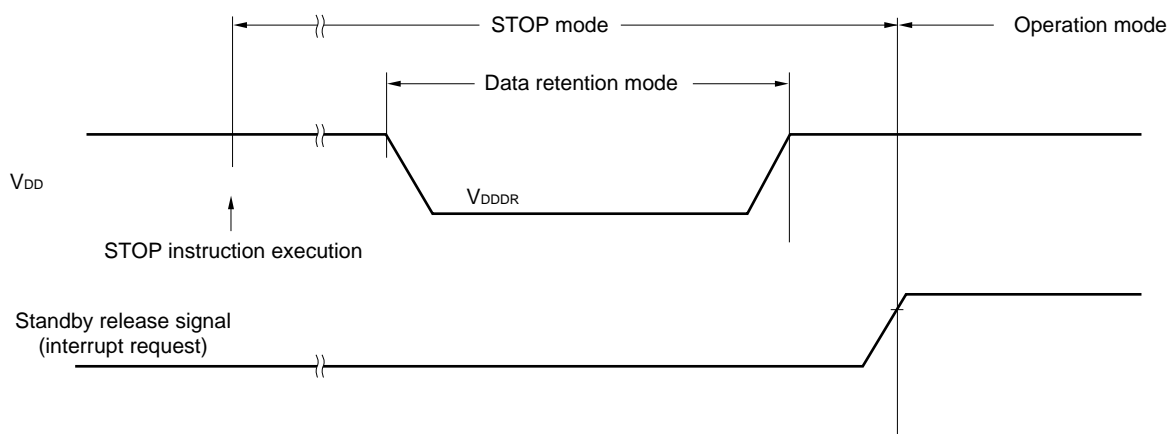 STOP mode
Operation mode
Data retention mode
VDD
VDDDR
STOP instruction execution
Standby release signal
(interrupt request)